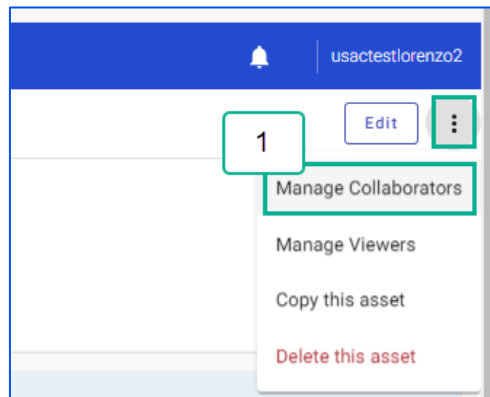 usactestlorenzo2
Edit
1
Manage Collaborators
Manage Viewers
Copy this asset
Delete this asset